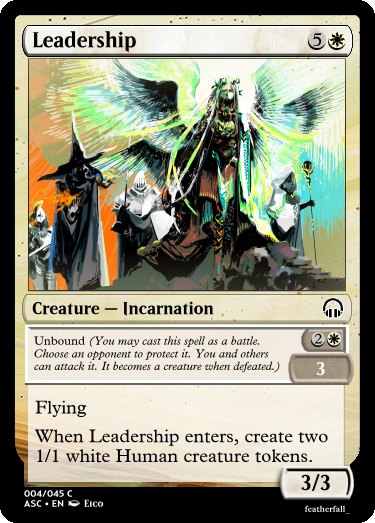 Leadership 5
Creature — Incarnation
Unbound (You may cast this spell as a battle. 2
Choose an opponent to protect it. You and others
can attack it. It becomes a creature when defeated.)
3
Flying
When Leadership enters, create two
1/1 white Human creature tokens.
3/3
004/045 C
ASC • EN Eico
featherfall_